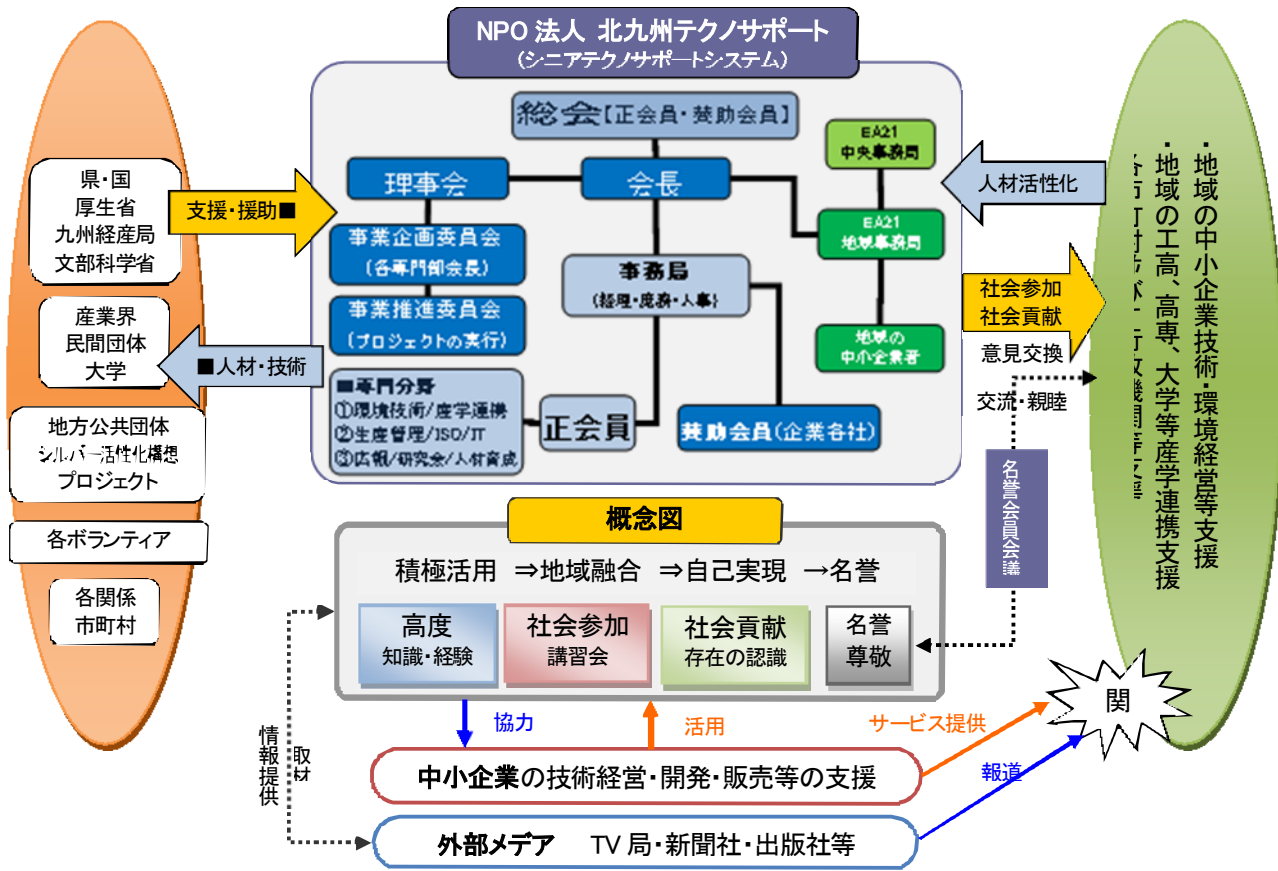 NPO 法人 北九州テクノサポート
(シニアテクノサポートシステム)
総会【正会員・賛助会員】
理事会
会長
EA21
中央事務局
事業企画委員会
(各専門部会長)
EA21
地域事務局
事務局
(経理・庶務・人事)
事業推進委員会
(プロジェクトの実行)
地域の
中小企業者
■専門分野
①環境技術/産学連携
②生産管理/ISO/IT
③広報/研究会/人材育成
正会員
賛助会員(企業各社)
県・国
厚生省
九州経産局
文部科学省
産業界
民間団体
大学
地方公共団体
シルバー活性化構想
プロジェクト
各ボランティア
各関係
市町村
支援・援助■
■人材・技術
人材活性化
社会参加
社会貢献
意見交換
交流・親睦
名誉会員会議
・地域の中小企業技術・環境経営等支援
・地域の工高、高専、大学等産学連携支援
概念図
積極活用 ⇒地域融合 ⇒自己実現 →名誉
高度
知識・経験
社会参加
講習会
社会貢献
存在の認識
名誉
尊敬
協力
活用
サービス提供
報道
関
取材
情報提供
中小企業の技術経営・開発・販売等の支援
外部メデア TV 局・新聞社・出版社等